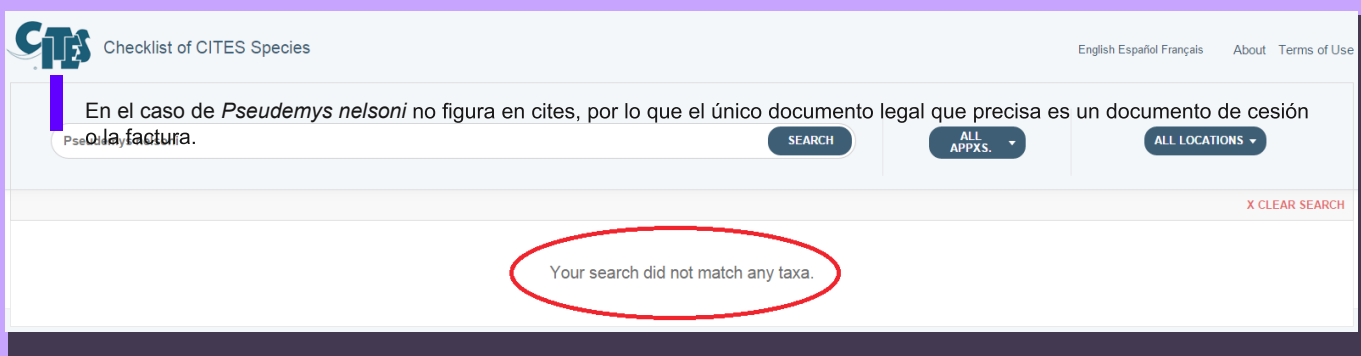 CITES
Checklist of CITES Species
English Español Français About Terms of Use
En el caso de Pseudemys nelsoni no figura en cites, por lo que el único documento legal que precisa es un documento de cesión
o la factura.
Pseudemys nelsoni
SEARCH
ALL
APPXS.
ALL LOCATIONS
X CLEAR SEARCH
Your search did not match any taxa.